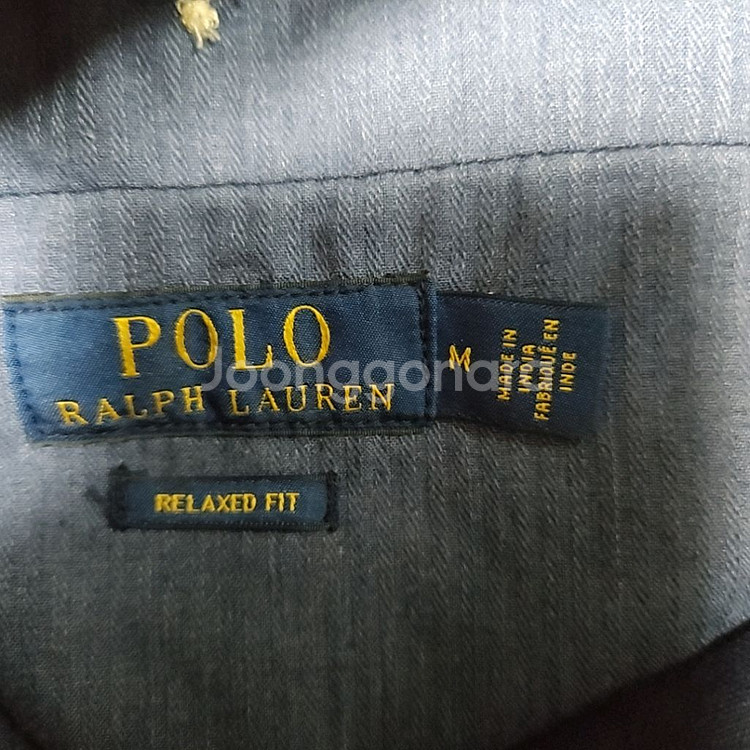 POLO
RALPH LAUREN
M
MADE IN
INDIA
FABRIQUÉ EN
INDE
RELAXED FIT
Joonggonara